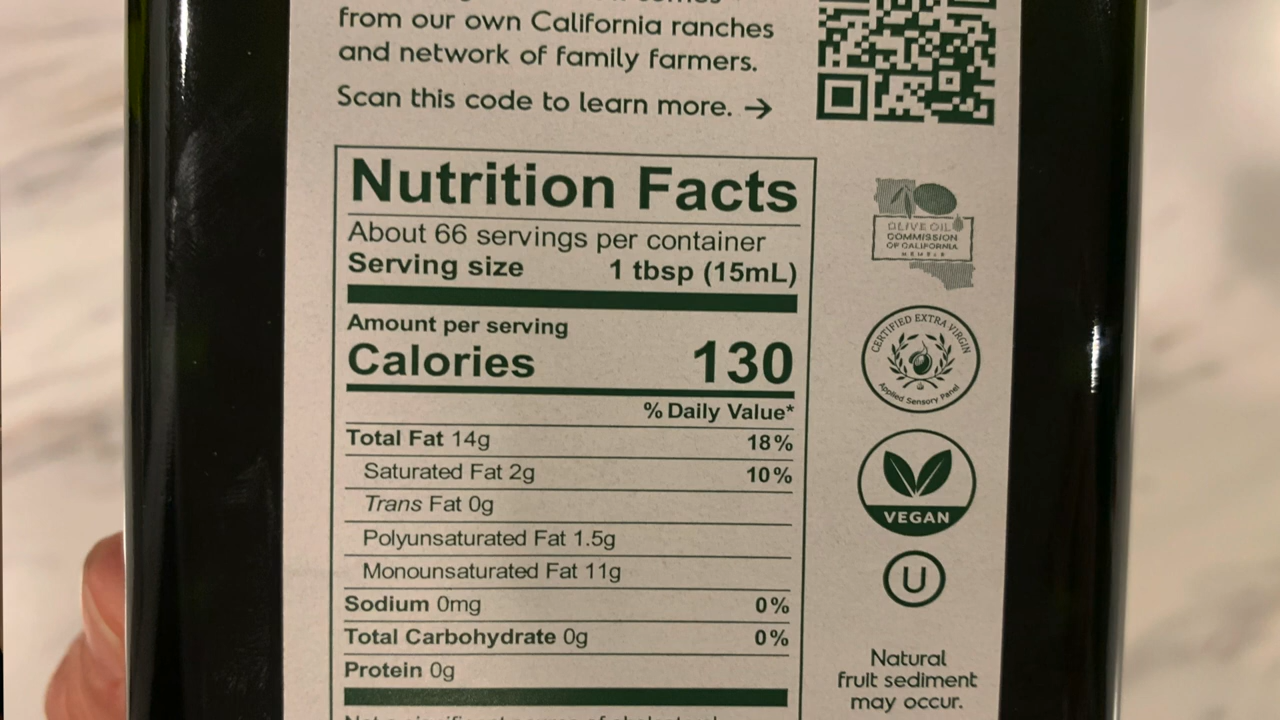 from our own California ranches
and network of family farmers.
Scan this code to learn more. →
Nutrition Facts
About 66 servings per container
Serving size 1 tbsp (15mL)
Amount per serving
Calories 130
% Daily Value*
Total Fat 14g 18%
Saturated Fat 2g 10%
Trans Fat 0g
Polyunsaturated Fat 1.5g
Monounsaturated Fat 11g
Sodium 0mg 0%
Total Carbohydrate 0g 0%
Protein 0g
OLIVE OIL
COMMISSION
OF CALIFORNIA
MEMBER
CERTIFIED EXTRA VIRGIN
Applied Sensory Panel
VEGAN
U
Natural
fruit sediment
may occur.